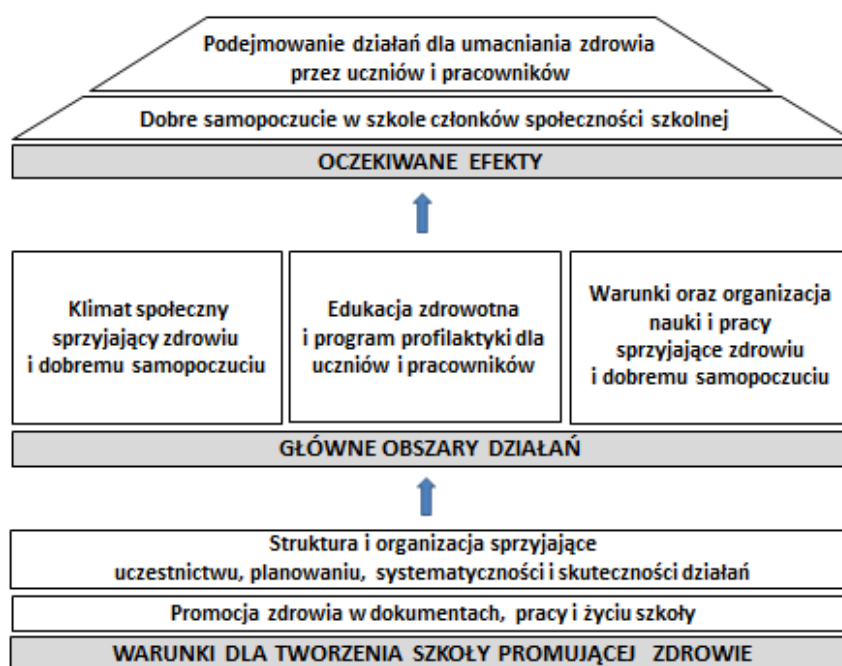 Podejmowanie działań dla umacniania zdrowia
przez uczniów i pracowników
Dobre samopoczucie w szkole członków społeczności szkolnej
OCZEKIWANE EFEKTY
Klimat społeczny
sprzyjający zdrowiu
i dobremu samopoczuciu
Edukacja zdrowotna
i program profilaktyki dla
uczniów i pracowników
Warunki oraz organizacja
nauki i pracy
sprzyjające zdrowiu
i dobremu samopoczuciu
GŁÓWNE OBSZARY DZIAŁAŃ
Struktura i organizacja sprzyjające
uczestnictwu, planowaniu, systematyczności i skuteczności działań
Promocja zdrowia w dokumentach, pracy i życiu szkoły
WARUNKI DLA TWORZENIA SZKOŁY PROMUJĄCEJ ZDROWIE